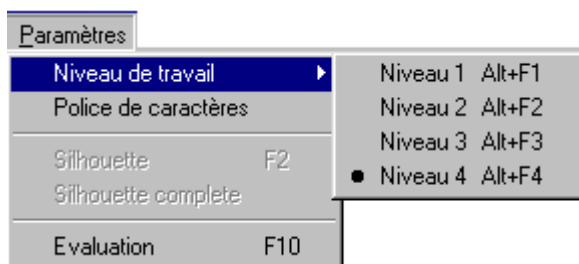 Paramètres
Niveau de travail
Police de caractères
Silhouette F2
Silhouette complete
Evaluation F10
Niveau 1 Alt+F1
Niveau 2 Alt+F2
Niveau 3 Alt+F3
Niveau 4 Alt+F4